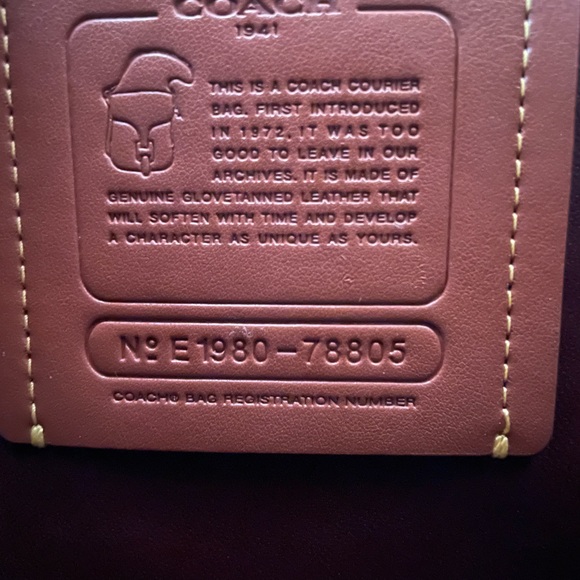 COACH
1941
THIS IS A COACH COURIER
BAG. FIRST INTRODUCED
IN 1972, IT WAS TOO
GOOD TO LEAVE IN OUR
ARCHIVES. IT IS MADE OF
GENUINE GLOVETANNED LEATHER THAT
WILL SOFTEN WITH TIME AND DEVELOP
A CHARACTER AS UNIQUE AS YOURS.
Nº E1980-78805
COACH® BAG REGISTRATION NUMBER